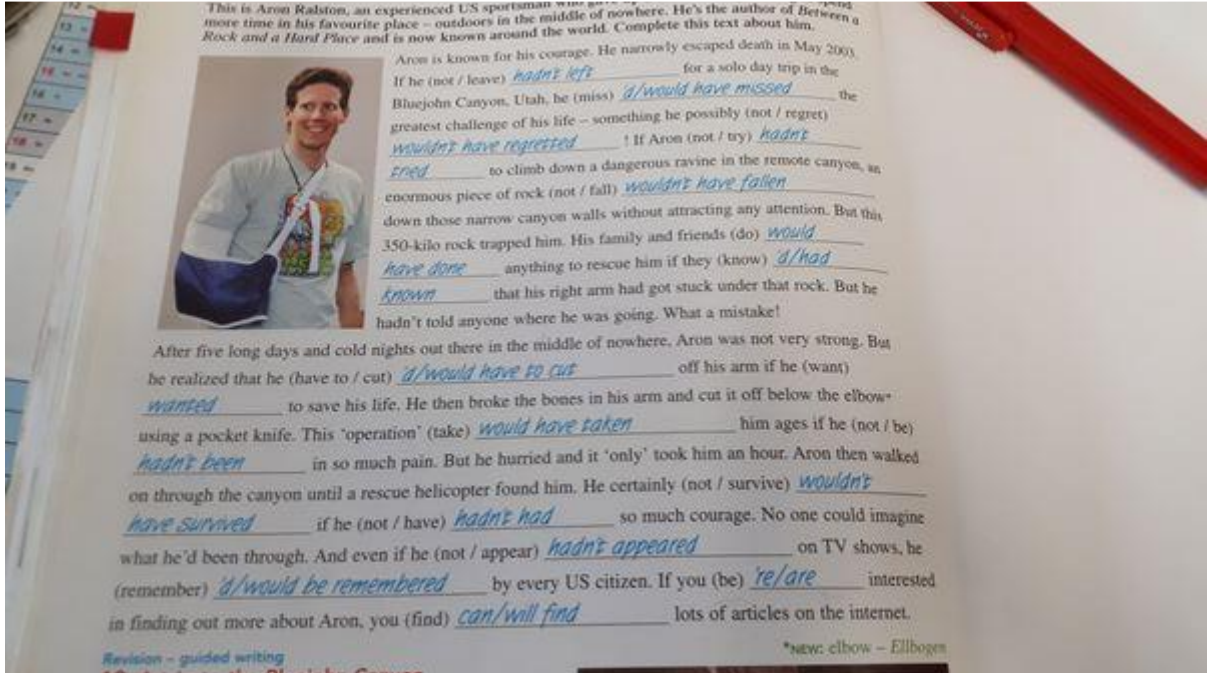 This is Aron Ralston, an experienced US sportsman
more time in his favourite place – outdoors in the middle of nowhere. He's the author of Between a
Rock and a Hard Place and is now known around the world. Complete this text about him.
Aron is known for his courage. He narrowly escaped death in May 2003.
If he (not / leave) hadn't left for a solo day trip in the
Bluejohn Canyon, Utah, he (miss) 'd/would have missed the
greatest challenge of his life – something he possibly (not / regret)
wouldn't have regretted ! If Aron (not / try) hadn't
tried to climb down a dangerous ravine in the remote canyon, an
enormous piece of rock (not / fall) wouldn't have fallen
down those narrow canyon walls without attracting any attention. But this
350-kilo rock trapped him. His family and friends (do) would
have done anything to rescue him if they (know) 'd/had
known that his right arm had got stuck under that rock. But he
hadn't told anyone where he was going. What a mistake!
After five long days and cold nights out there in the middle of nowhere, Aron was not very strong. But
he realized that he (have to / cut) 'd/would have to cut off his arm if he (want)
wanted to save his life. He then broke the bones in his arm and cut it off below the elbow*
using a pocket knife. This 'operation' (take) would have taken him ages if he (not / be)
hadn't been in so much pain. But he hurried and it 'only' took him an hour. Aron then walked
on through the canyon until a rescue helicopter found him. He certainly (not / survive) wouldn't
have survived if he (not / have) hadn't had so much courage. No one could imagine
what he'd been through. And even if he (not / appear) hadn't appeared on TV shows, he
(remember) 'd/would be remembered by every US citizen. If you (be) 're/are interested
in finding out more about Aron, you (find) can/will find lots of articles on the internet.
*NEW: elbow – Ellbogen
Revision – guided writing